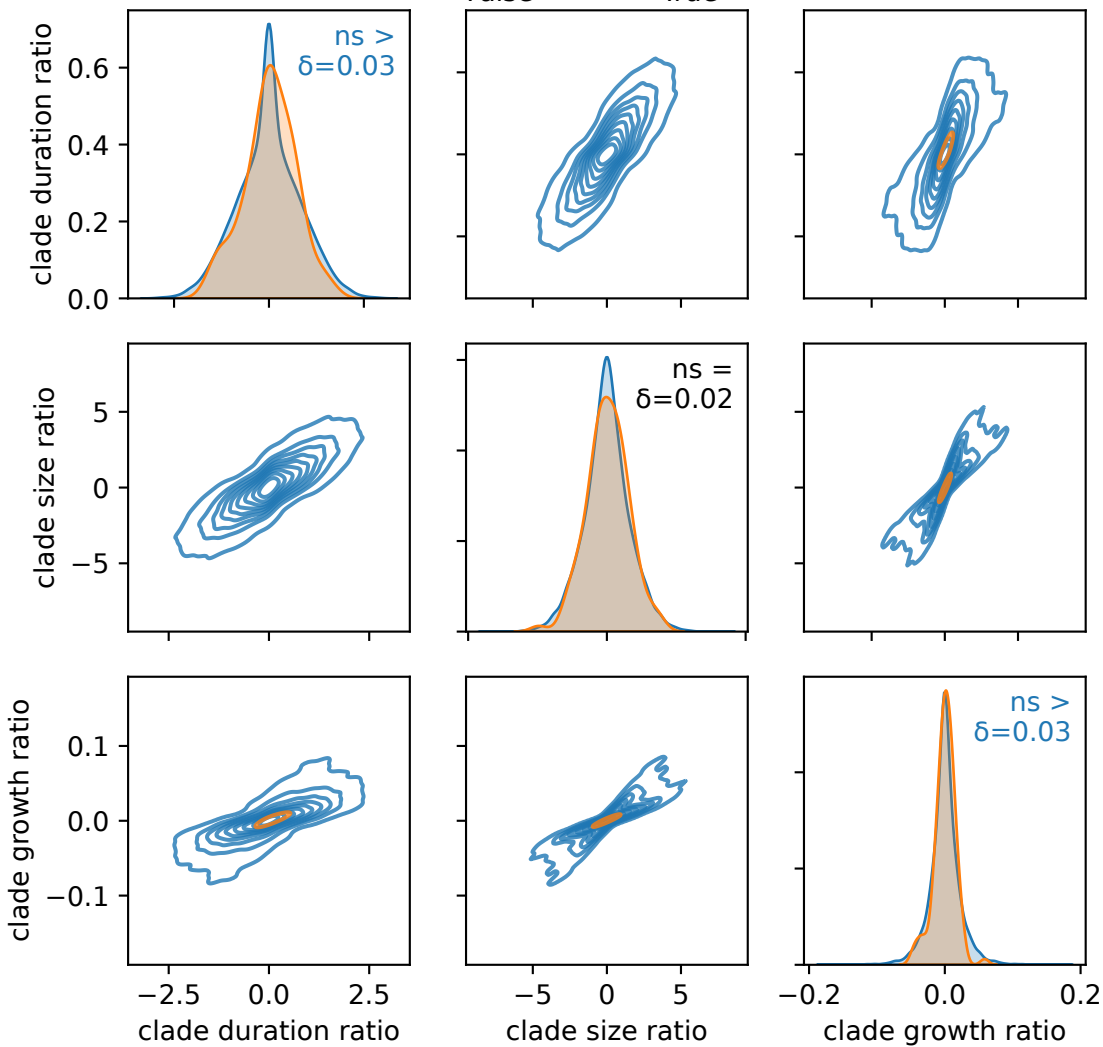 clade duration ratio
0.6
0.4
0.2
0.0
ns >
δ=0.03
clade size ratio
5
0
−5
ns =
δ=0.02
clade growth ratio
0.1
0.0
−0.1
ns >
δ=0.03
−2.5 0.0 2.5
−5 0 5
−0.2 0.0 0.2
clade duration ratio
clade size ratio
clade growth ratio